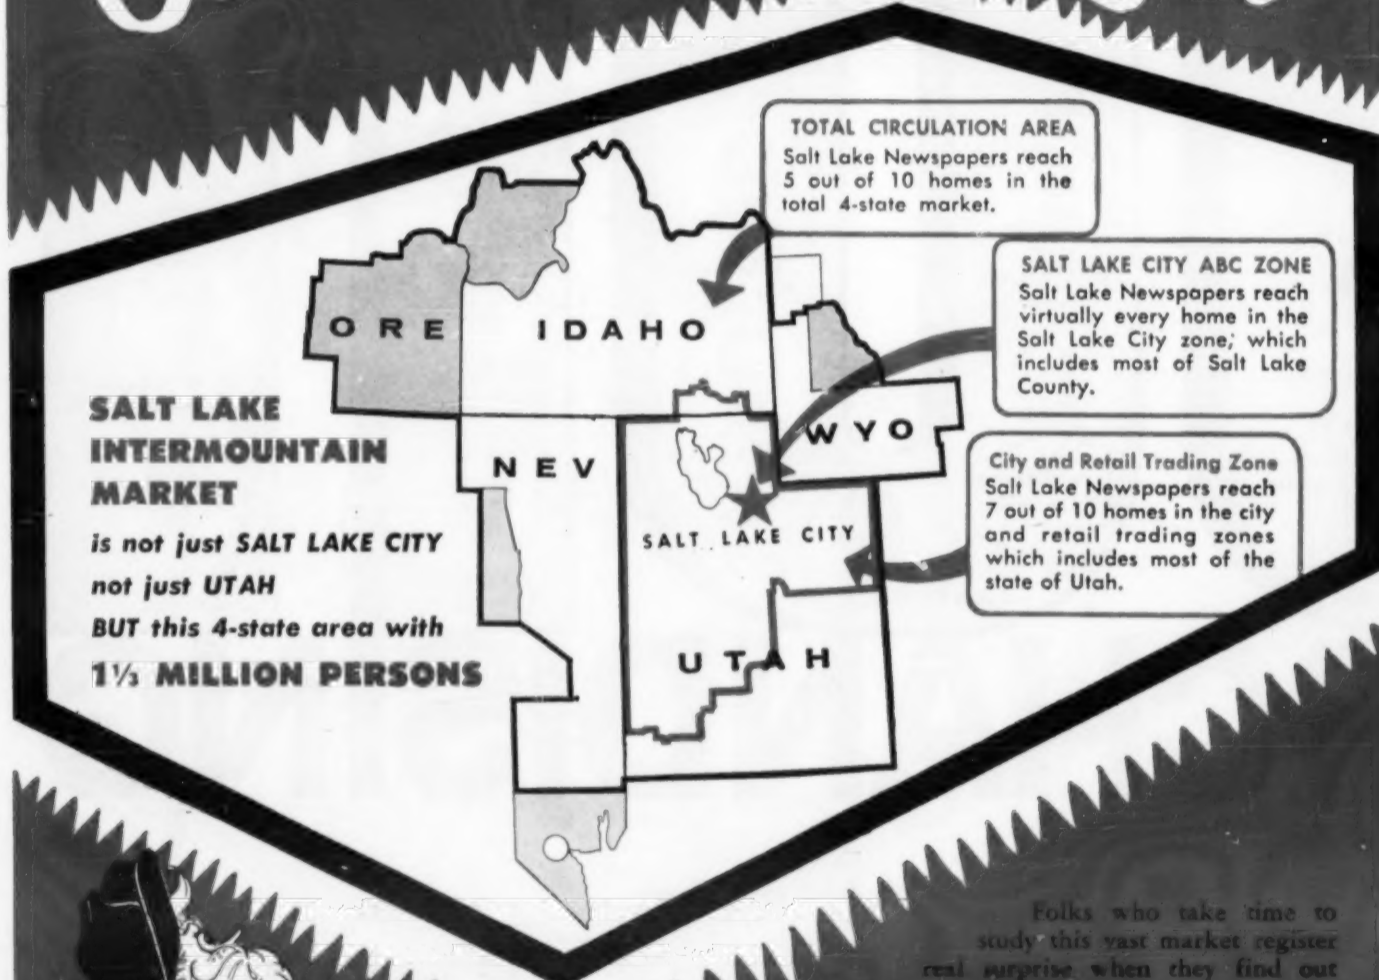 TOTAL CIRCULATION AREA
Salt Lake Newspapers reach
5 out of 10 homes in the
total 4-state market.
SALT LAKE CITY ABC ZONE
Salt Lake Newspapers reach
virtually every home in the
Salt Lake City zone; which
includes most of Salt Lake
County.
City and Retail Trading Zone
Salt Lake Newspapers reach
7 out of 10 homes in the city
and retail trading zones
which includes most of the
state of Utah.
ORE
IDAHO
WYO
NEV
SALT LAKE CITY
UTAH
SALT LAKE
INTERMOUNTAIN
MARKET
is not just SALT LAKE CITY
not just UTAH
BUT this 4-state area with
1⅓ MILLION PERSONS
Folks who take time to
study this vast market register
real surprise when they find out